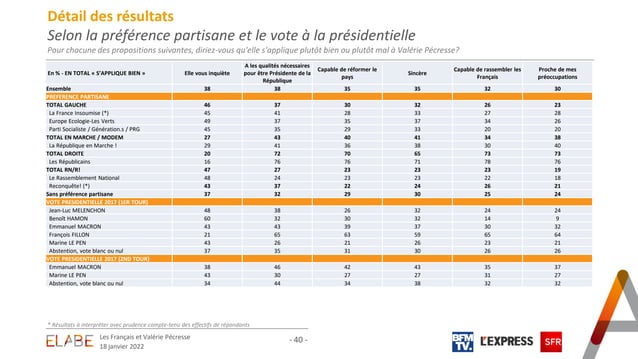 Détail des résultats
Selon la préférence partisane et le vote à la présidentielle
Pour chacune des propositions suivantes, diriez-vous qu'elle s'applique plutôt bien ou plutôt mal à Valérie Pécresse?
En % - EN TOTAL « S'APPLIQUE BIEN » Elle vous inquiète A les qualités nécessaires pour être Présidente de la République Capable de réformer le pays Sincère Capable de rassembler les Français Proche de mes préoccupations
Ensemble 38 38 35 35 32 30
PREFERENCE PARTISANE
TOTAL GAUCHE 46 37 30 32 26 23
La France Insoumise (*) 45 41 28 33 27 28
Europe Ecologie-Les Verts 49 37 35 37 34 26
Parti Socialiste / Génération.s / PRG 45 35 29 33 20 20
TOTAL EN MARCHE / MODEM 27 43 40 41 34 38
La République en Marche ! 29 41 36 38 30 40
TOTAL DROITE 20 72 70 65 73 73
Les Républicains 16 76 76 71 78 76
TOTAL RN/R! 47 27 23 23 23 19
Le Rassemblement National 48 24 23 23 22 18
Reconquête! (*) 43 37 22 24 26 21
Sans préférence partisane 37 32 29 30 25 24
VOTE PRESIDENTIELLE 2017 (1ER TOUR)
Jean-Luc MELENCHON 48 38 26 32 24 24
Benoît HAMON 60 32 30 32 14 9
Emmanuel MACRON 43 43 39 37 30 32
François FILLON 21 65 63 59 65 64
Marine LE PEN 43 26 21 26 23 21
Abstention, vote blanc ou nul 37 35 31 30 26 26
VOTE PRESIDENTIELLE 2017 (2ND TOUR)
Emmanuel MACRON 38 46 42 43 35 37
Marine LE PEN 43 30 27 27 31 27
Abstention, vote blanc ou nul 34 44 34 38 32 32
* Résultats à interpréter avec prudence compte-tenu des effectifs de répondants
ELABE
Les Français et Valérie Pécresse
18 janvier 2022
- 40 -
BFM
TV.
L'EXPRESS
SFR